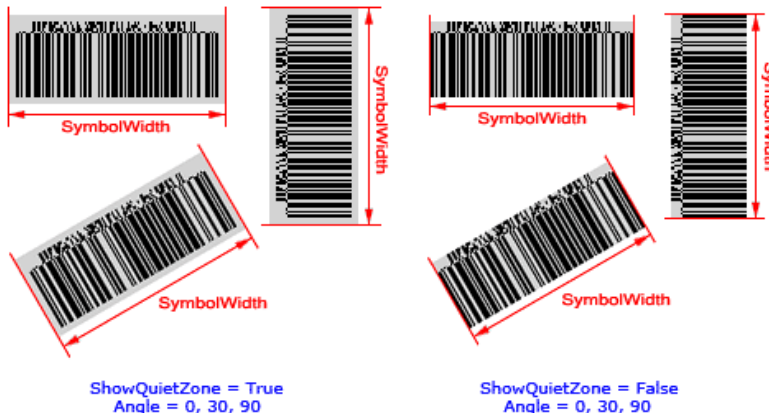 SymbolWidth
SymbolWidth
SymbolWidth
ShowQuietZone = True
Angle = 0, 30, 90
SymbolWidth
SymbolWidth
SymbolWidth
ShowQuietZone = False
Angle = 0, 30, 90